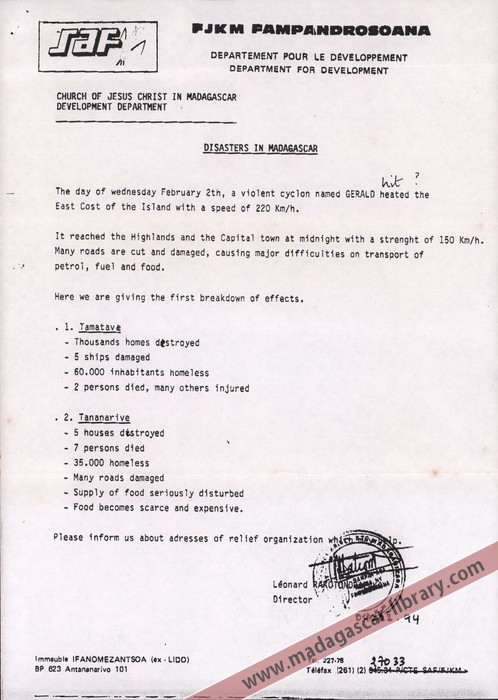 saf
FJKM FAMPANDROSOANA
DEPARTEMENT POUR LE DÉVELOPPEMENT
DEPARTMENT FOR DEVELOPMENT
CHURCH OF JESUS CHRIST IN MADAGASCAR
DEVELOPMENT DEPARTMENT
DISASTERS IN MADAGASCAR
hit ?
The day of wednesday February 2th, a violent cyclon named GERALD heated the
East Cost of the Island with a speed of 220 Km/h.
It reached the Highlands and the Capital town at midnight with a strenght of 150 Km/h.
Many roads are cut and damaged, causing major difficulties on transport of
petrol, fuel and food.
Here we are giving the first breakdown of effects.
. 1. Tamatave
- Thousands homes destroyed
- 5 ships damaged
- 60.000 inhabitants homeless
- 2 persons died, many others injured
. 2. Tananarive
- 5 houses destroyed
- 7 persons died
- 35.000 homeless
- Many roads damaged
- Supply of food seriously disturbed
- Food becomes scarce and expensive.
Please inform us about adresses of relief organization
Léonard
Director
94
www.madagascar-library.com
Immeuble IFANOMEZANTSOA (ex - LIDO)
BP 623 Antananarivo 101
Tél. 227-78
27033
Téléfax (261) (2) P/CTE SAF/FJKM